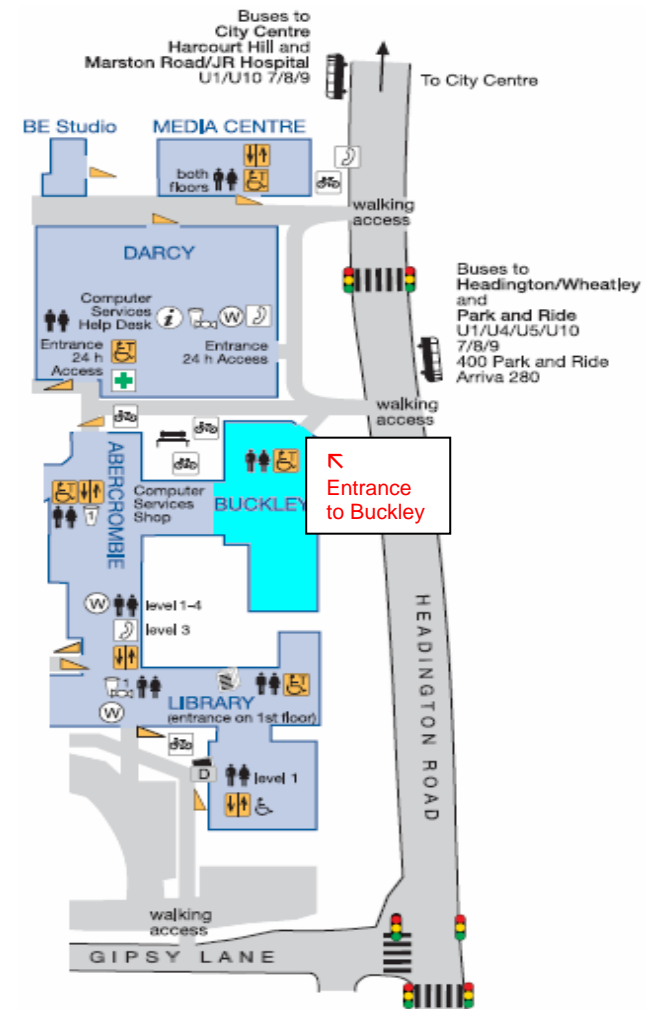 Buses to
City Centre
Harcourt Hill and
Marston Road/JR Hospital
U1/U10 7/8/9
To City Centre
BE Studio
MEDIA CENTRE
both
floors
T
walking
access
DARCY
Computer
Services
Help Desk
i
W
Entrance
24 h
Access
T
Entrance
24 h Access
Buses to
Headington/Wheatley
and
Park and Ride
U1/U4/U5/U10
7/8/9
400 Park and Ride
Arriva 280
walking
access
ABERCROMBIE
T
1
Computer
Services
Shop
T
BUCKLEY
Entrance
to Buckley
W
level 1-4
level 3
HEADINGTON ROAD
1
W
T
LIBRARY
(entrance on 1st floor)
D
level 1
walking
access
GIPSY LANE